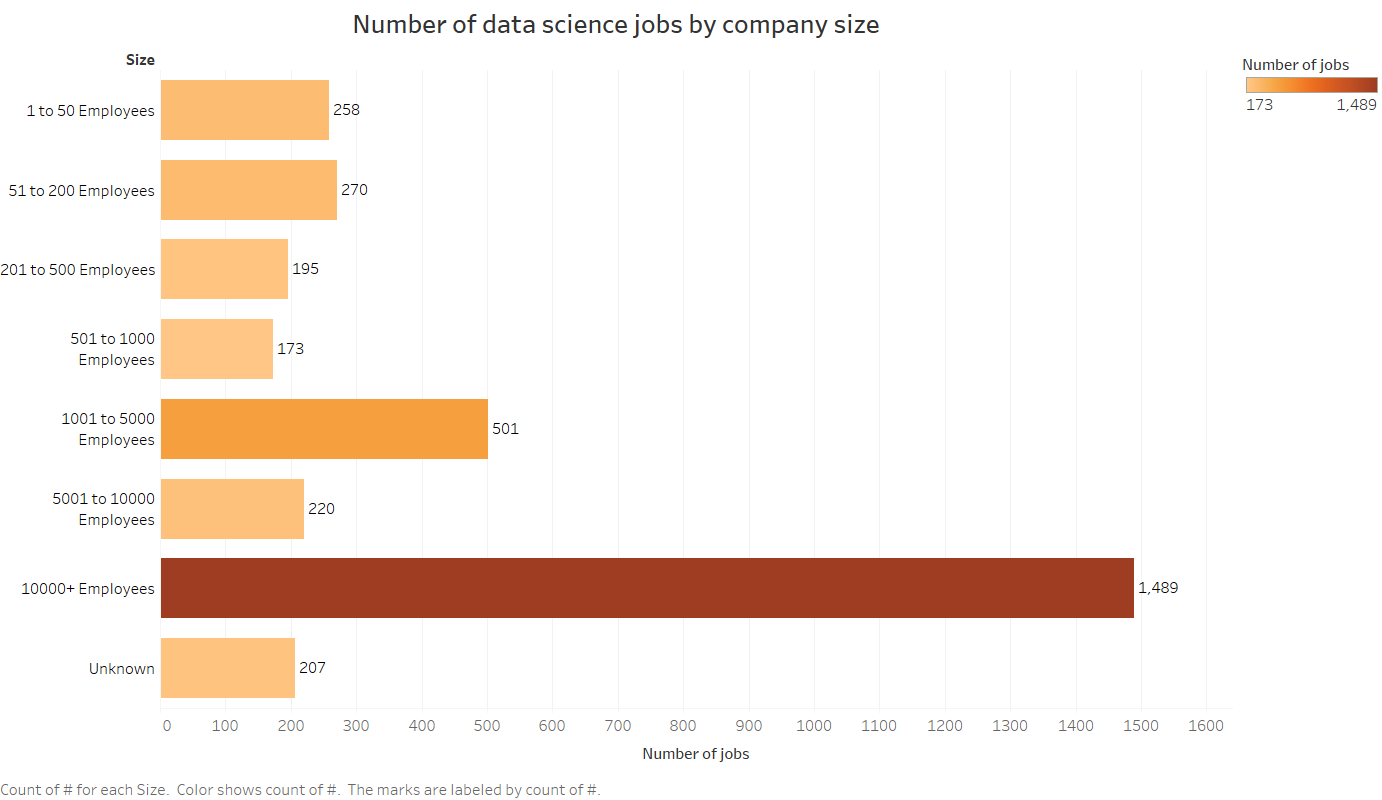 Number of data science jobs by company size
Size
Number of jobs
173 1,489
1 to 50 Employees 258
51 to 200 Employees 270
201 to 500 Employees 195
501 to 1000
Employees
173
1001 to 5000
Employees
501
5001 to 10000
Employees
220
10000+ Employees 1,489
Unknown 207
0 100 200 300 400 500 600 700 800 900 1000 1100 1200 1300 1400 1500 1600
Number of jobs
Count of # for each Size. Color shows count of #. The marks are labeled by count of #.